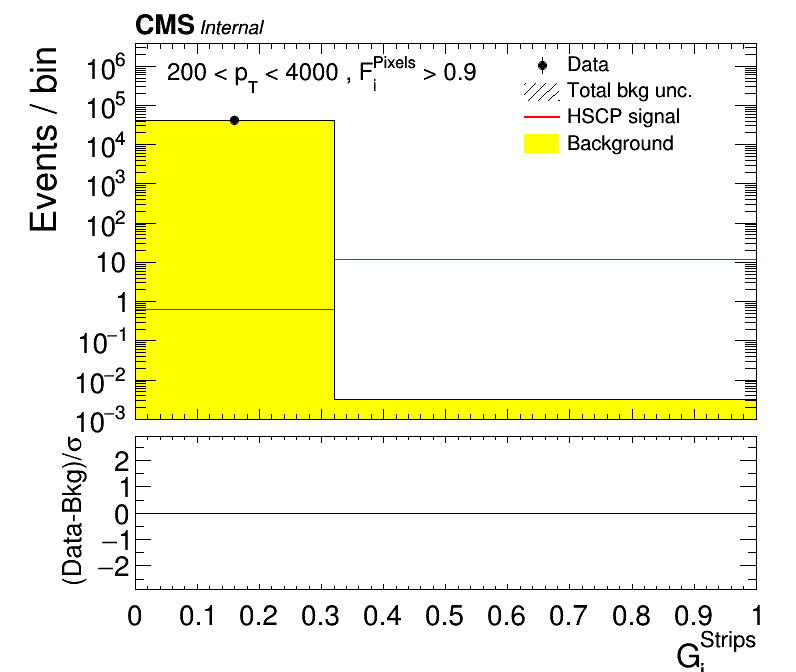 CMS Internal
200 < p_T < 4000 , F_i^Pixels > 0.9
Data
Total bkg unc.
HSCP signal
Background
Events / bin
10^6
10^5
10^4
10^3
10^2
10
1
10^−1
10^−2
10^−3
(Data-Bkg)/σ
2
1
0
−1
−2
0 0.1 0.2 0.3 0.4 0.5 0.6 0.7 0.8 0.9 1
G_i^Strips